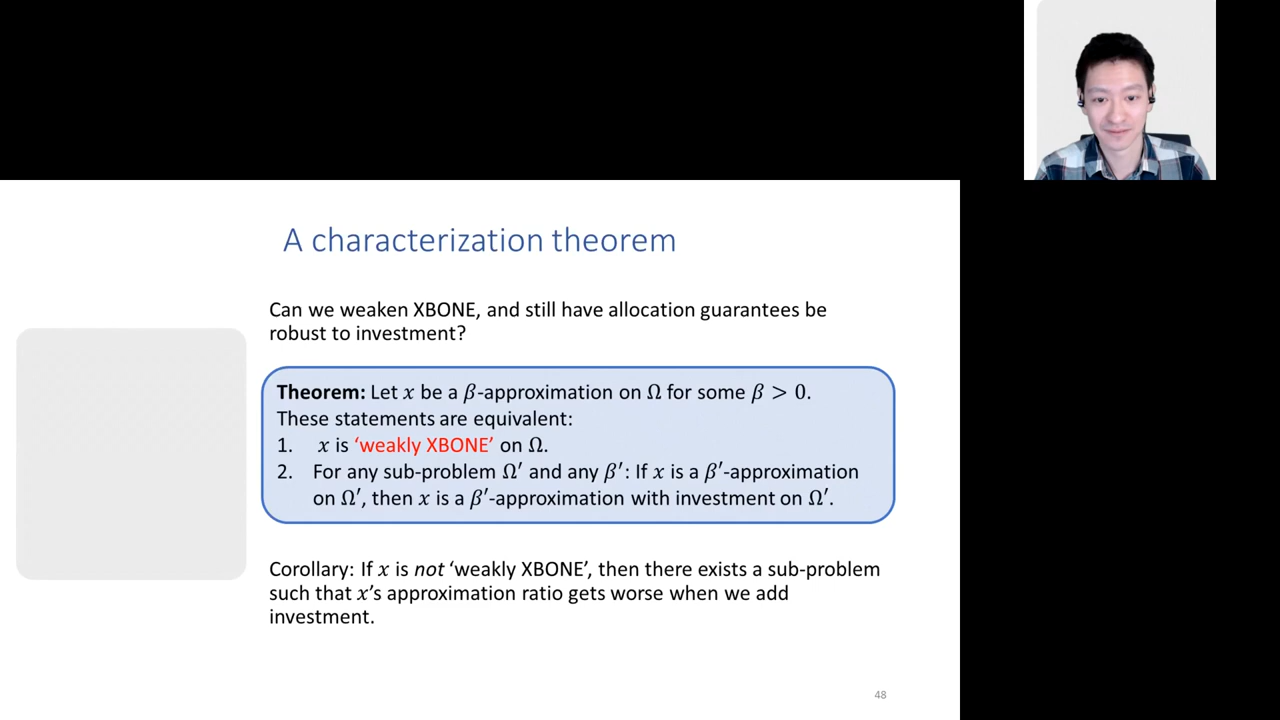 A characterization theorem
Can we weaken XBONE, and still have allocation guarantees be
robust to investment?
Theorem: Let 𝑥 be a 𝛽-approximation on Ω for some 𝛽 > 0.
These statements are equivalent:
1. 𝑥 is ‘weakly XBONE’ on Ω.
2. For any sub-problem Ω′ and any 𝛽′: If 𝑥 is a 𝛽′-approximation
on Ω′, then 𝑥 is a 𝛽′-approximation with investment on Ω′.
Corollary: If 𝑥 is not ‘weakly XBONE’, then there exists a sub-problem
such that 𝑥’s approximation ratio gets worse when we add
investment.
48